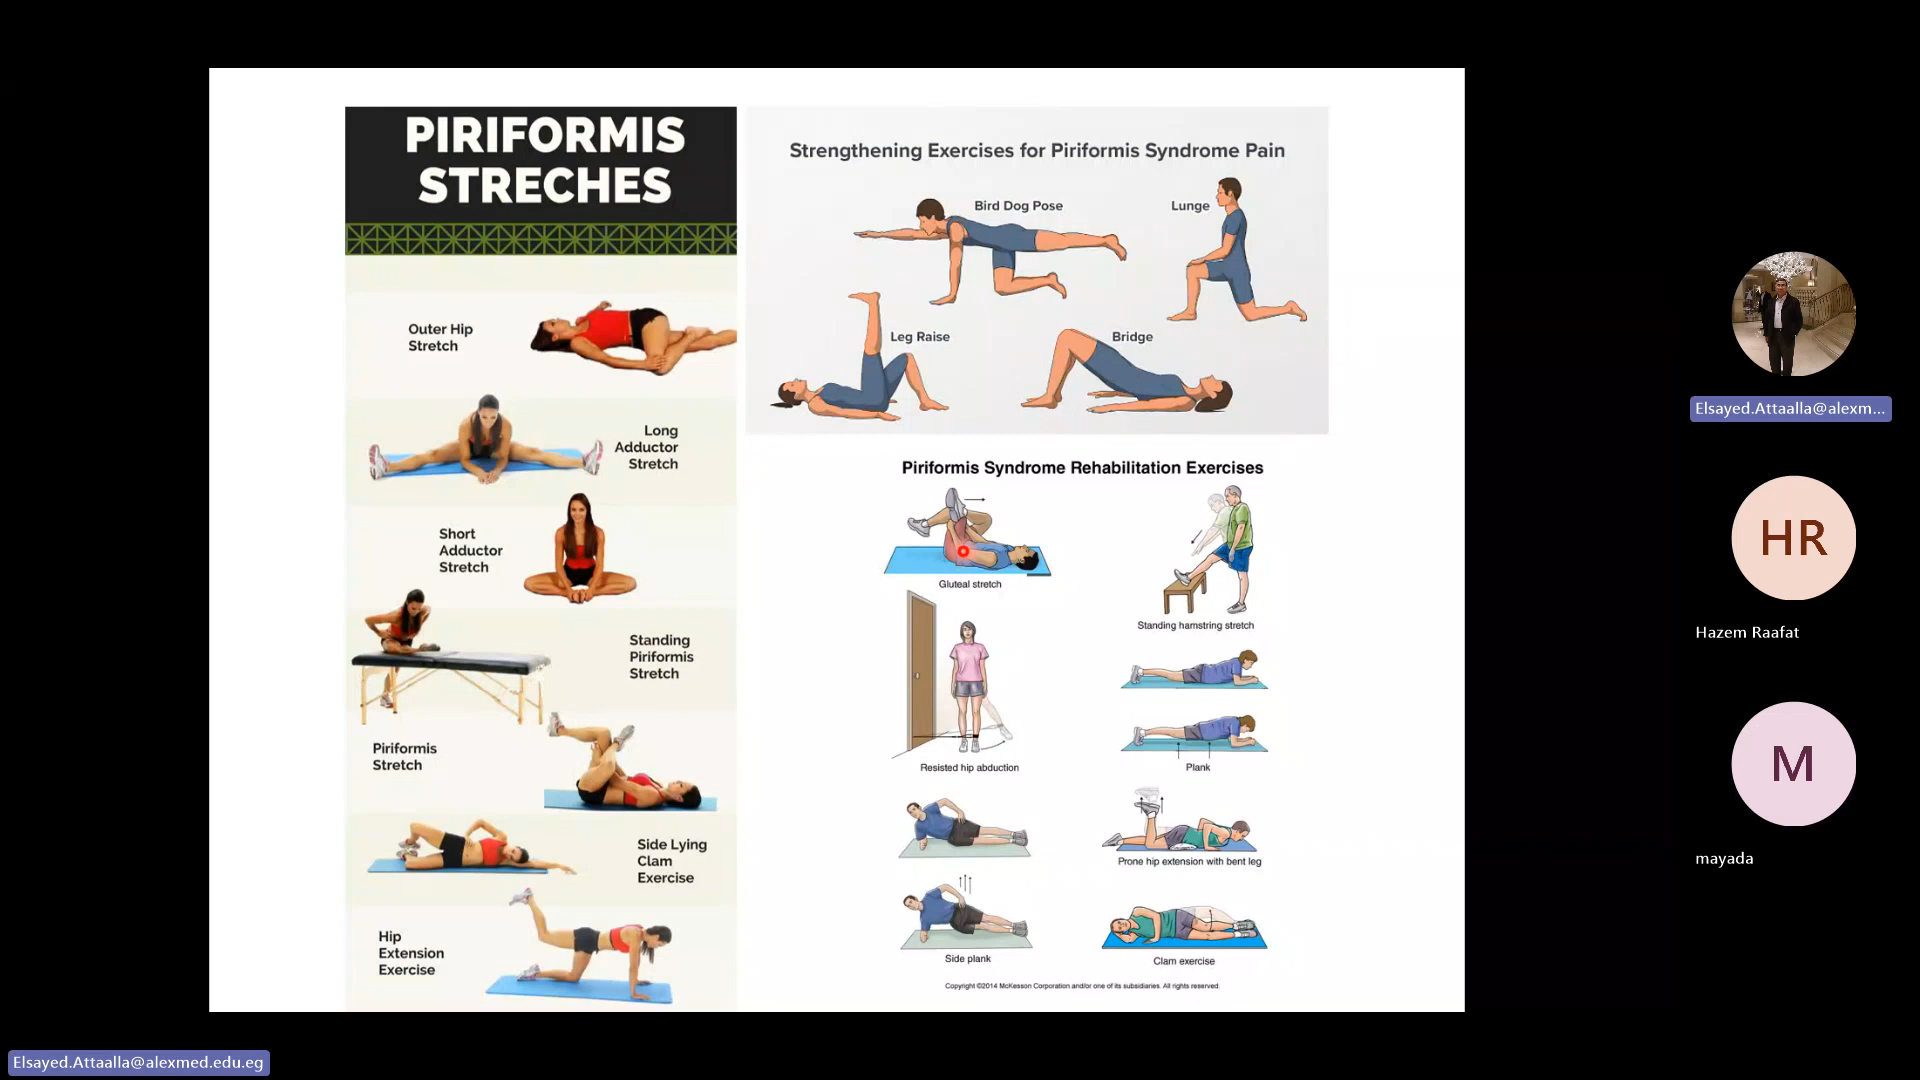 PIRIFORMIS
STRECHES
Outer Hip
Stretch
Long
Adductor
Stretch
Short
Adductor
Stretch
Standing
Piriformis
Stretch
Piriformis
Stretch
Side Lying
Clam
Exercise
Hip
Extension
Exercise
Strengthening Exercises for Piriformis Syndrome Pain
Bird Dog Pose
Lunge
Leg Raise
Bridge
Piriformis Syndrome Rehabilitation Exercises
Gluteal stretch
Standing hamstring stretch
Resisted hip abduction
Plank
Prone hip extension with bent leg
Side plank
Clam exercise
Copyright ©2014 McKesson Corporation and/or one of its subsidiaries. All rights reserved.
Elsayed.Attaalla@alexm...
HR
Hazem Raafat
M
mayada
Elsayed.Attaalla@alexmed.edu.eg